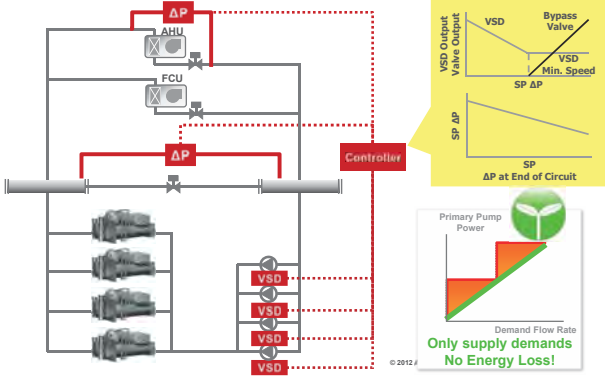 ΔP
AHU
FCU
ΔP
Controller
VSD
VSD
VSD
VSD
VSD Output
Valve Output
VSD
Bypass
Valve
VSD
Min. Speed
SP ΔP
SP ΔP
SP
ΔP at End of Circuit
Primary Pump
Power
Demand Flow Rate
Only supply demands
No Energy Loss!
© 2012